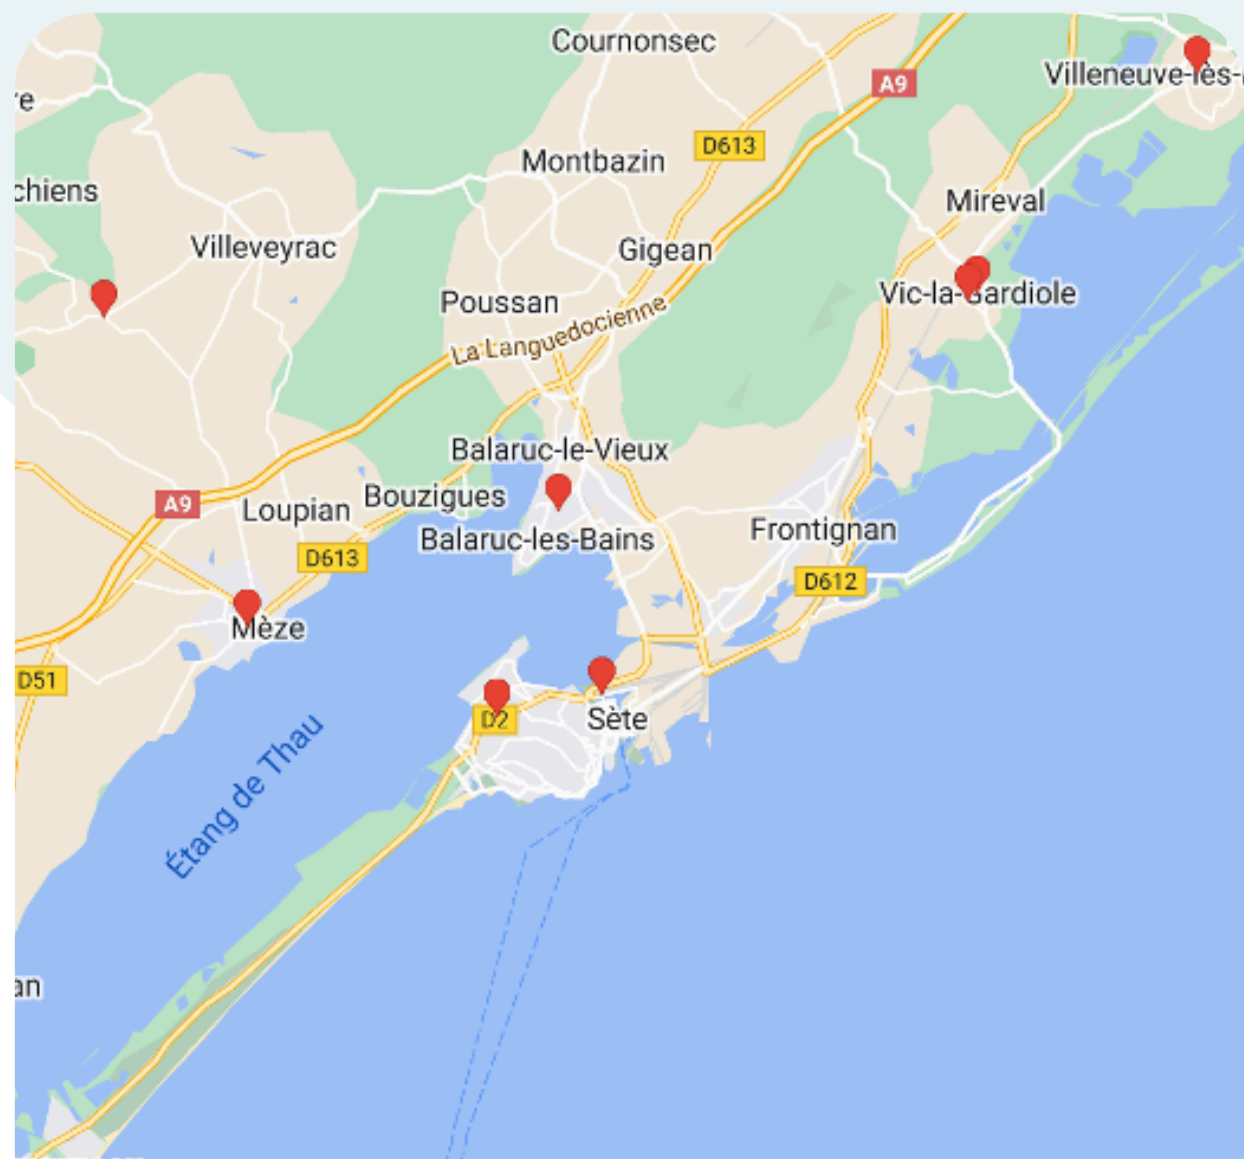 Cournonsec
Villeneuve-lès-
A9
re
D613
Montbazin
chiens
Mireval
Villeveyrac
Gigean
Vic-la-Gardiole
Poussan
La Languedocienne
Balaruc-le-Vieux
Bouzigues
A9
Loupian
Frontignan
Balaruc-les-Bains
D613
D612
Mèze
D51
D2
Sète
Étang de Thau
an